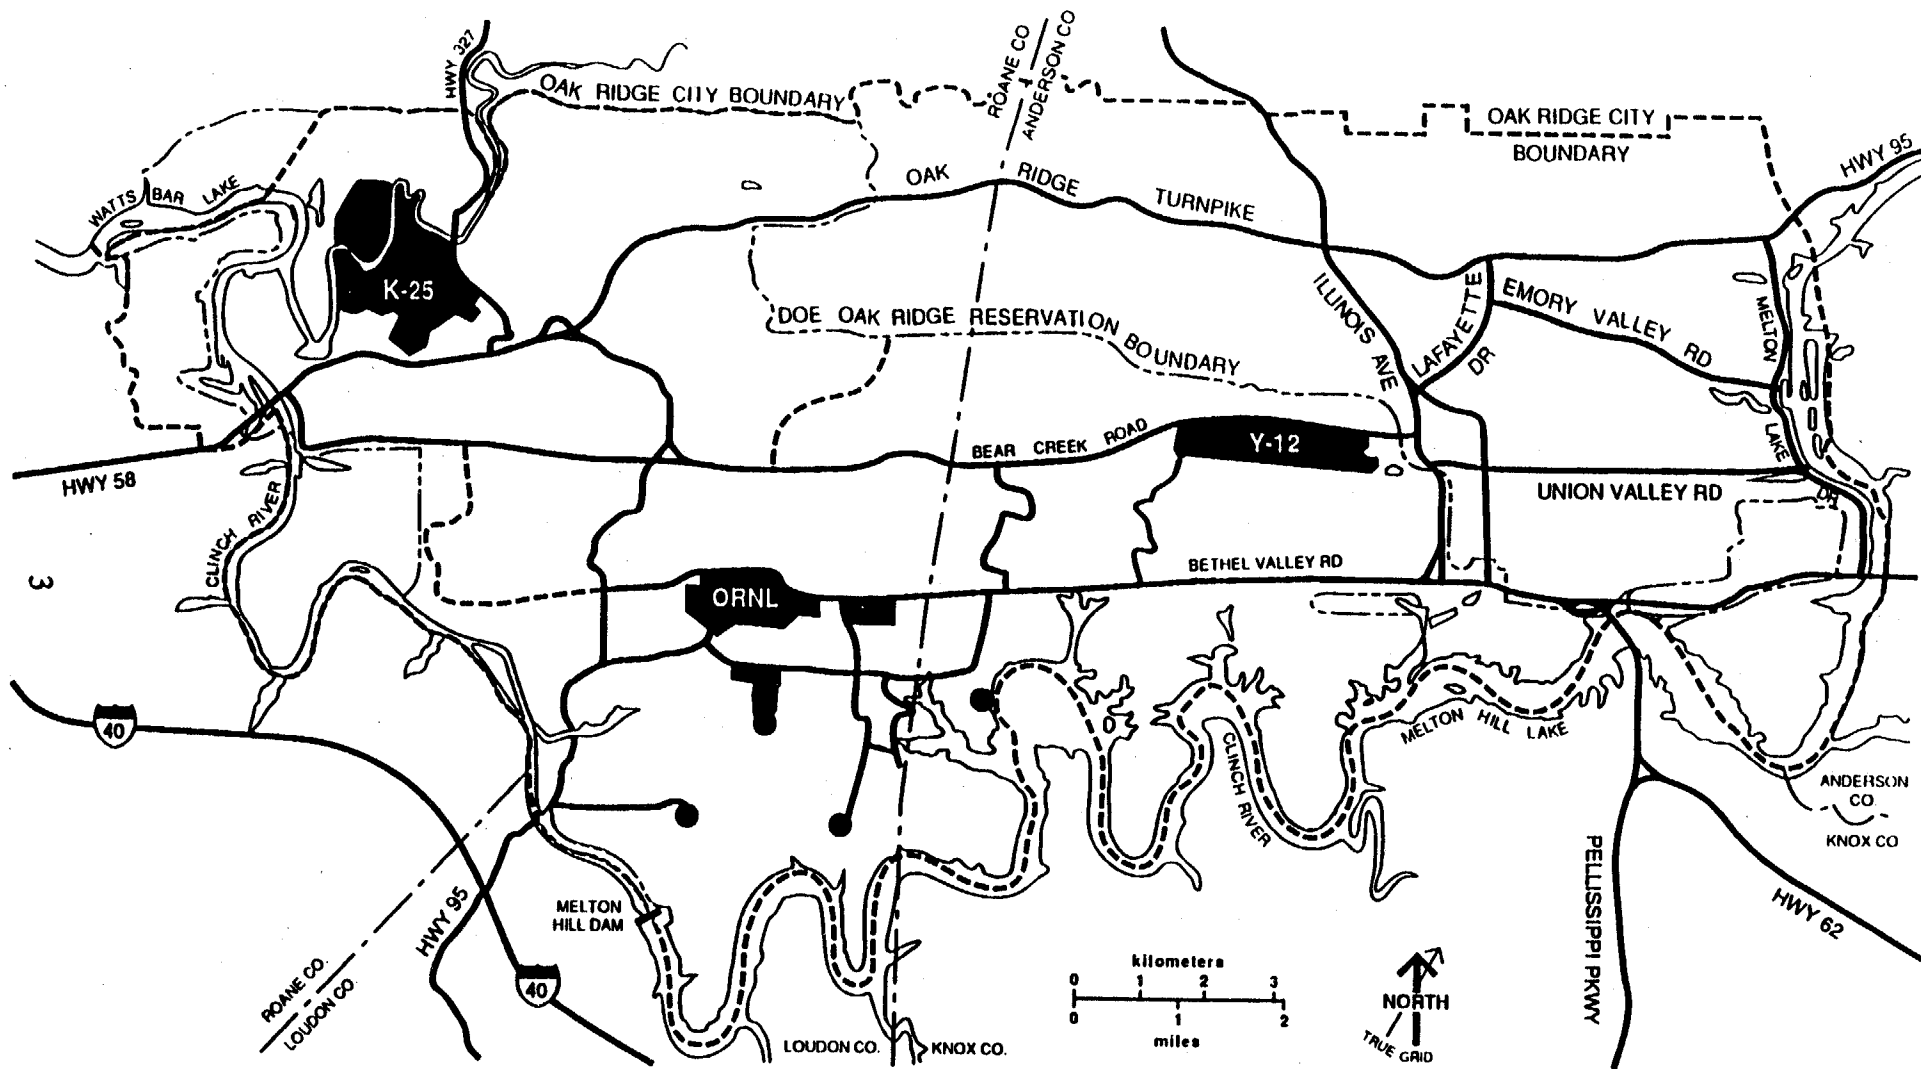 HWY 327
OAK RIDGE CITY BOUNDARY
ROANE CO
ANDERSON CO
OAK RIDGE CITY
BOUNDARY
HWY 95
WATTS BAR LAKE
OAK RIDGE TURNPIKE
K-25
DOE OAK RIDGE RESERVATION BOUNDARY
ILLINOIS AVE
LAFAYETTE DR
EMORY VALLEY RD
MELTON LAKE DR
HWY 58
BEAR CREEK ROAD
Y-12
UNION VALLEY RD
CLINCH RIVER
3
BETHEL VALLEY RD
ORNL
40
MELTON HILL LAKE
CLINCH RIVER
ANDERSON
CO.
KNOX CO
PELLISSIPPI PKWY
HWY 62
MELTON
HILL DAM
HWY 95
40
ROANE CO.
LOUDON CO.
LOUDON CO.
KNOX CO.
kilometers
0 1 2 3
0 1 2
miles
NORTH
TRUE GRID